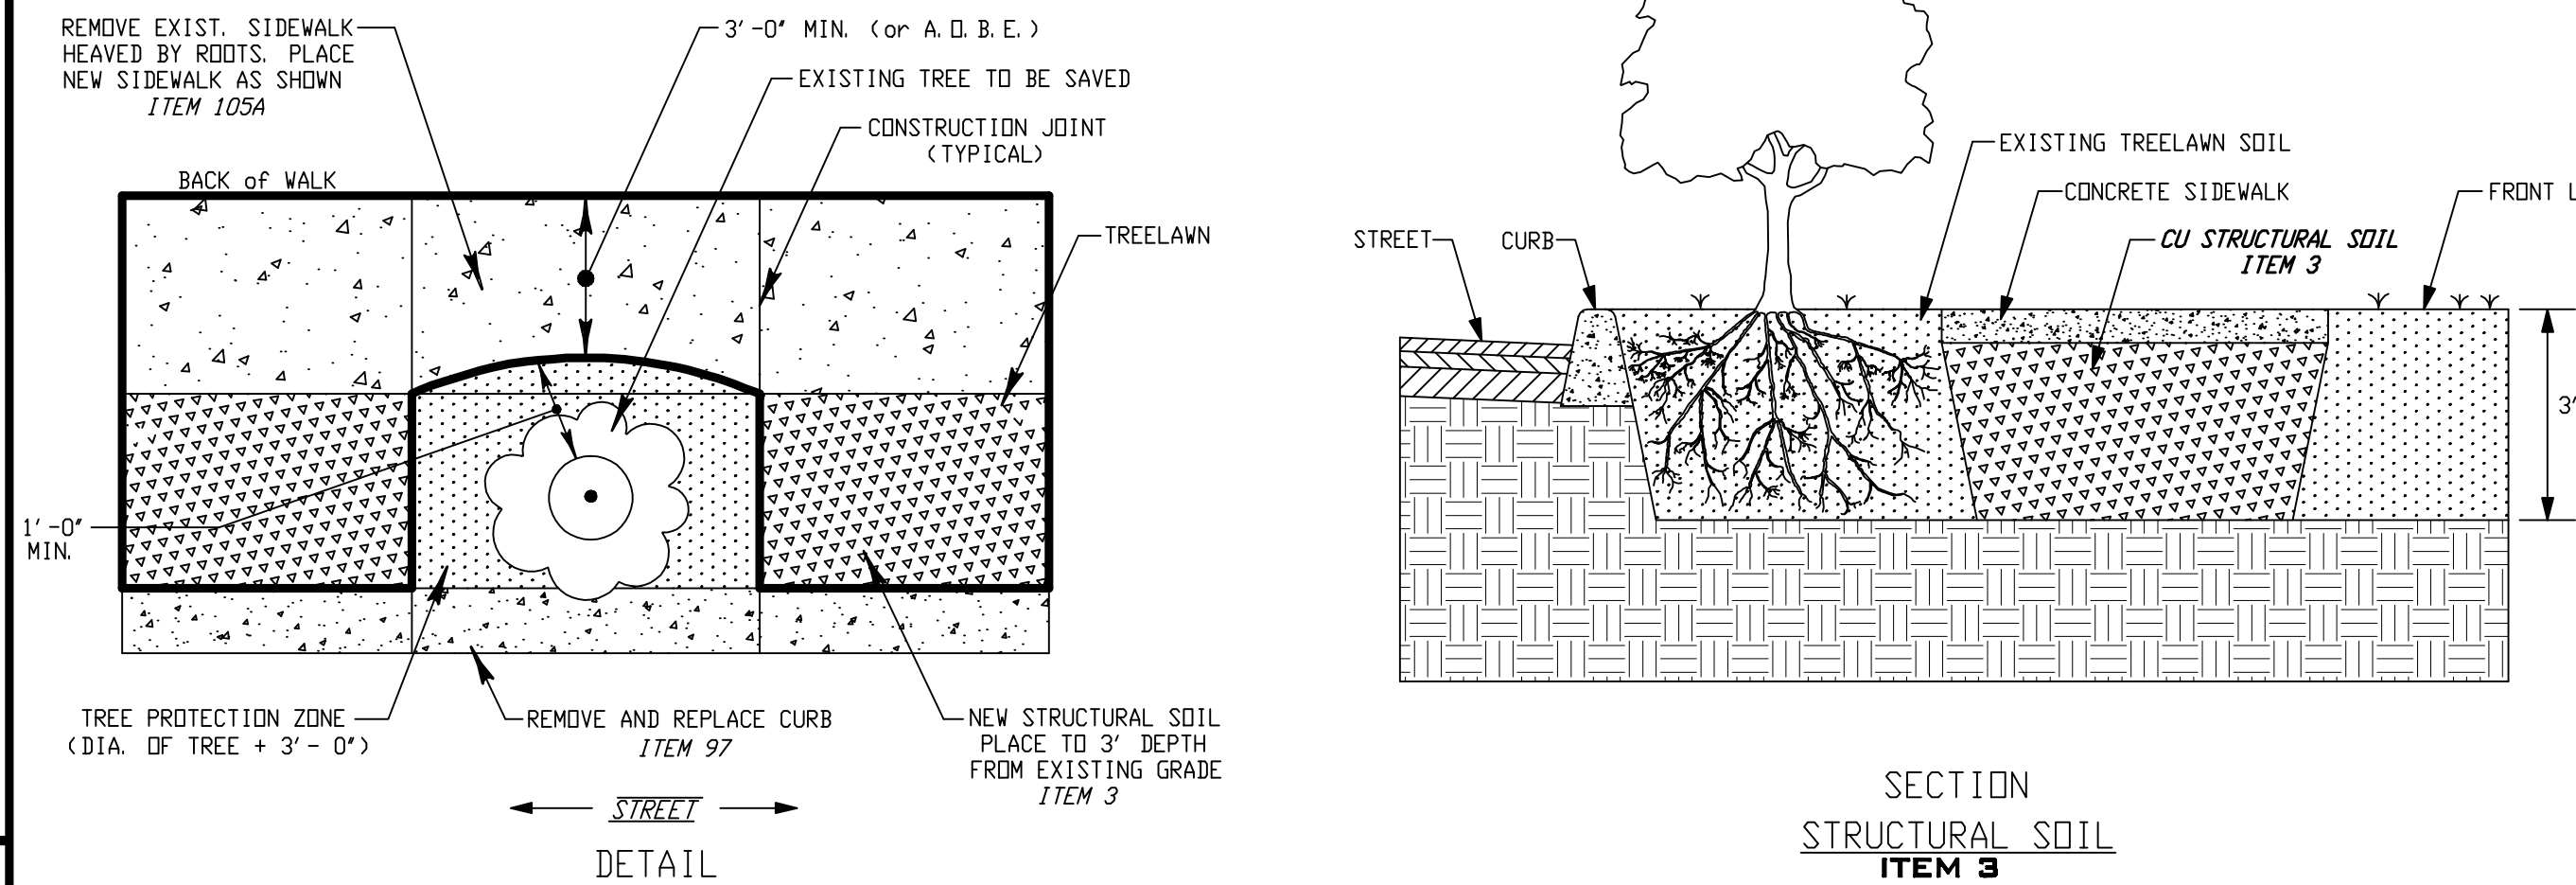 REMOVE EXIST. SIDEWALK
HEAVED BY ROOTS. PLACE
NEW SIDEWALK AS SHOWN
ITEM 105A
3'-0" MIN. (or A.O.B.E.)
EXISTING TREE TO BE SAVED
CONSTRUCTION JOINT
(TYPICAL)
BACK of WALK
TREELAWN
1'-0"
MIN.
TREE PROTECTION ZONE
(DIA. OF TREE + 3'-0")
REMOVE AND REPLACE CURB
ITEM 97
NEW STRUCTURAL SOIL
PLACE TO 3' DEPTH
FROM EXISTING GRADE
ITEM 3
STREET
DETAIL
EXISTING TREELAWN SOIL
CONCRETE SIDEWALK
FRONT
STREET
CURB
CU STRUCTURAL SOIL
ITEM 3
3'
SECTION
STRUCTURAL SOIL
ITEM 3